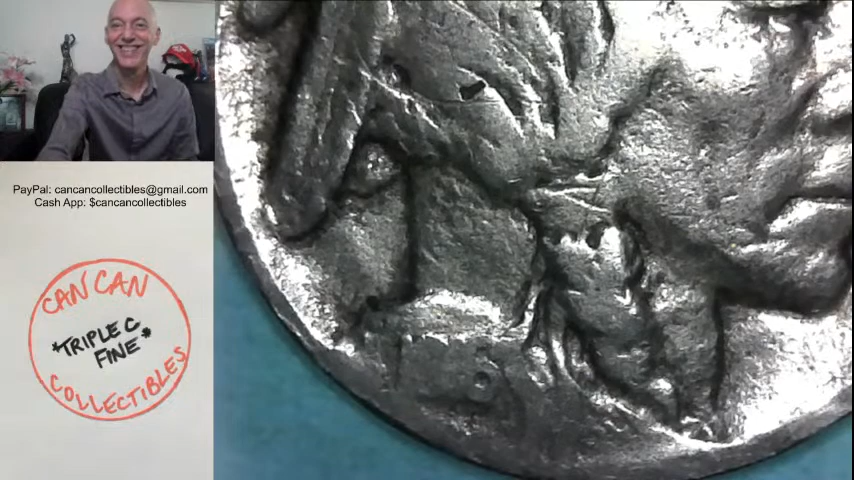 PayPal: cancancollectibles@gmail.com
Cash App: $cancancollectibles
CAN CAN
*TRIPLE C
FINE*
COLLECTIBLES